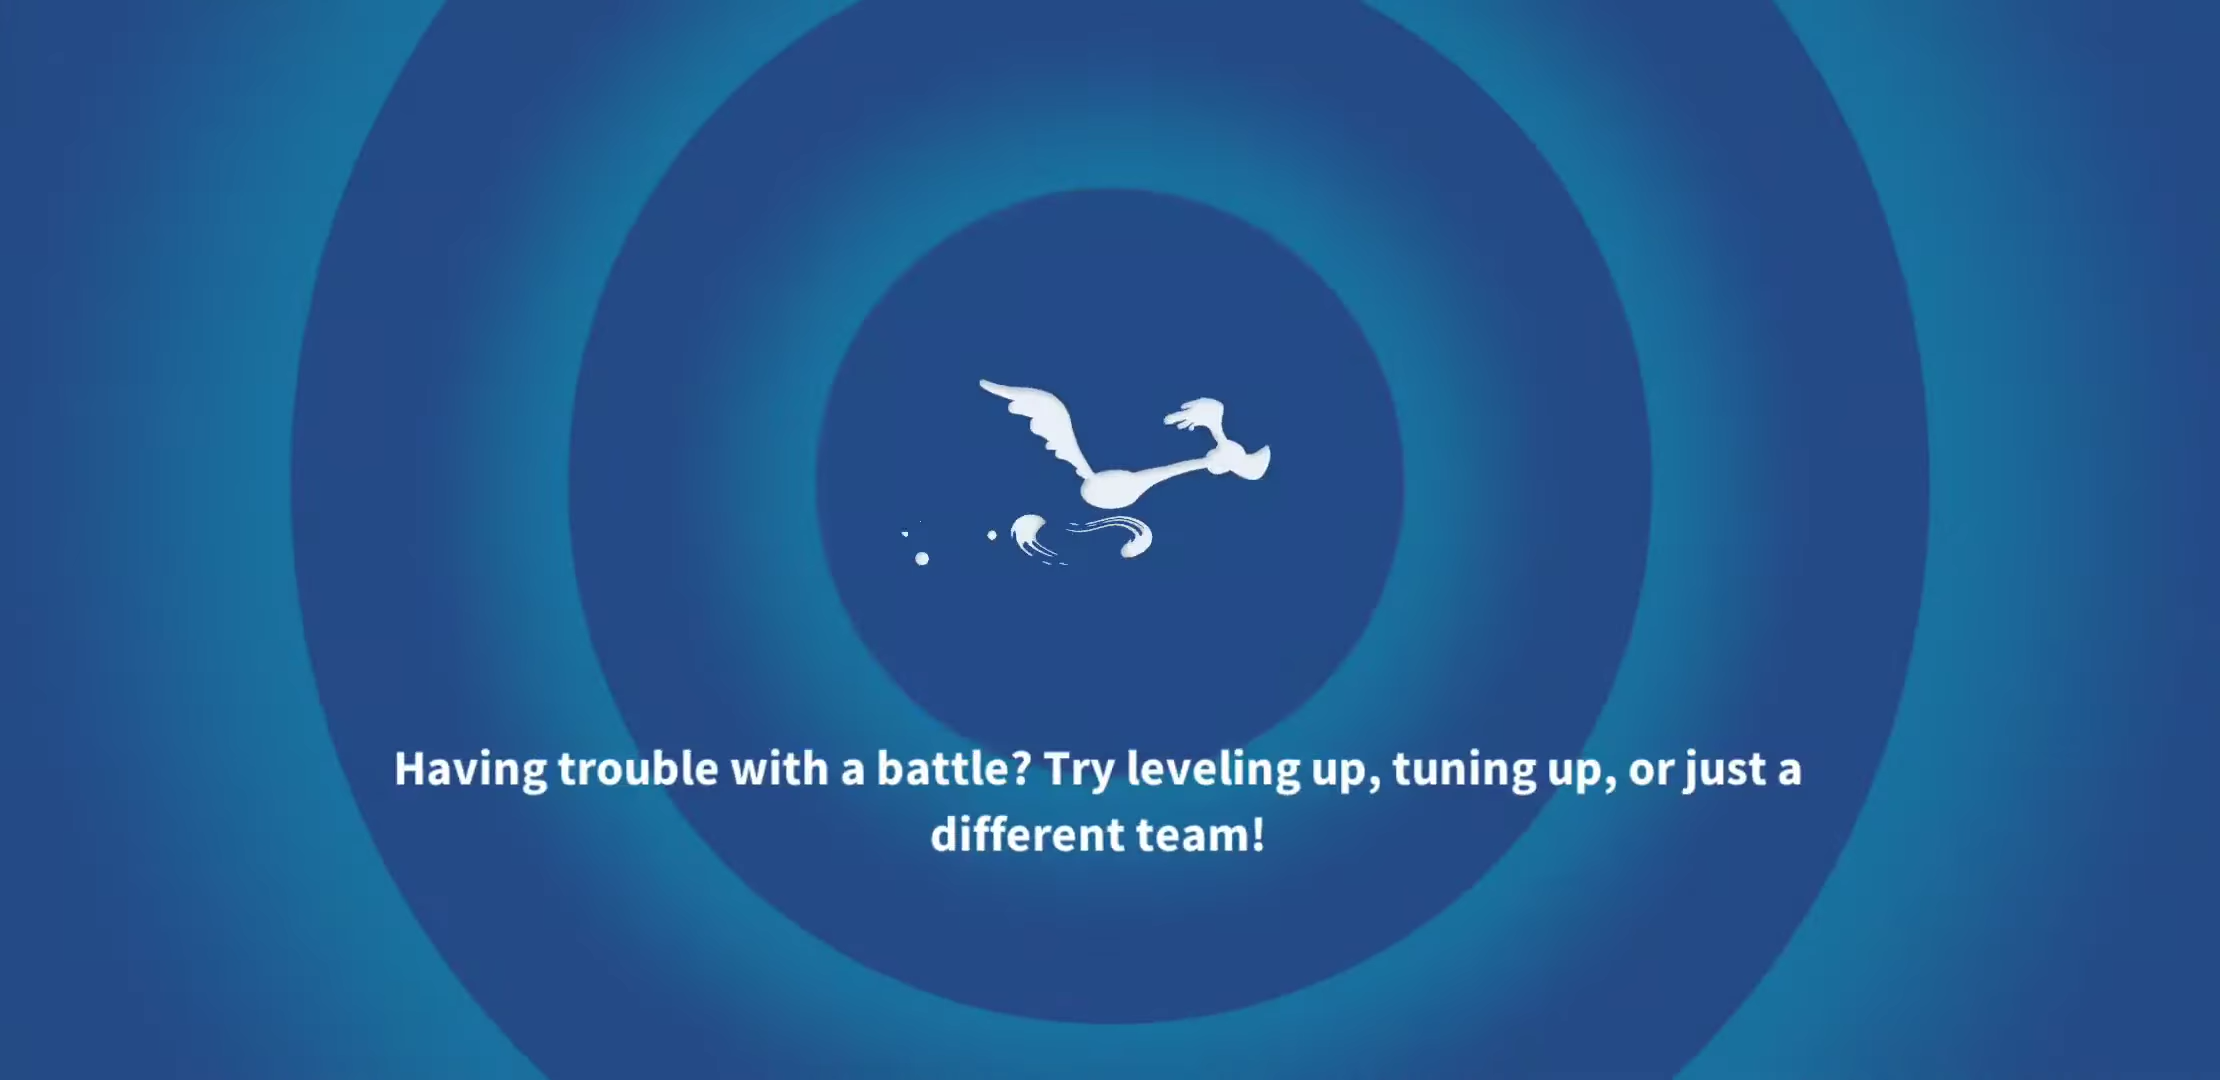 Having trouble with a battle? Try leveling up, tuning up, or just a
different team!